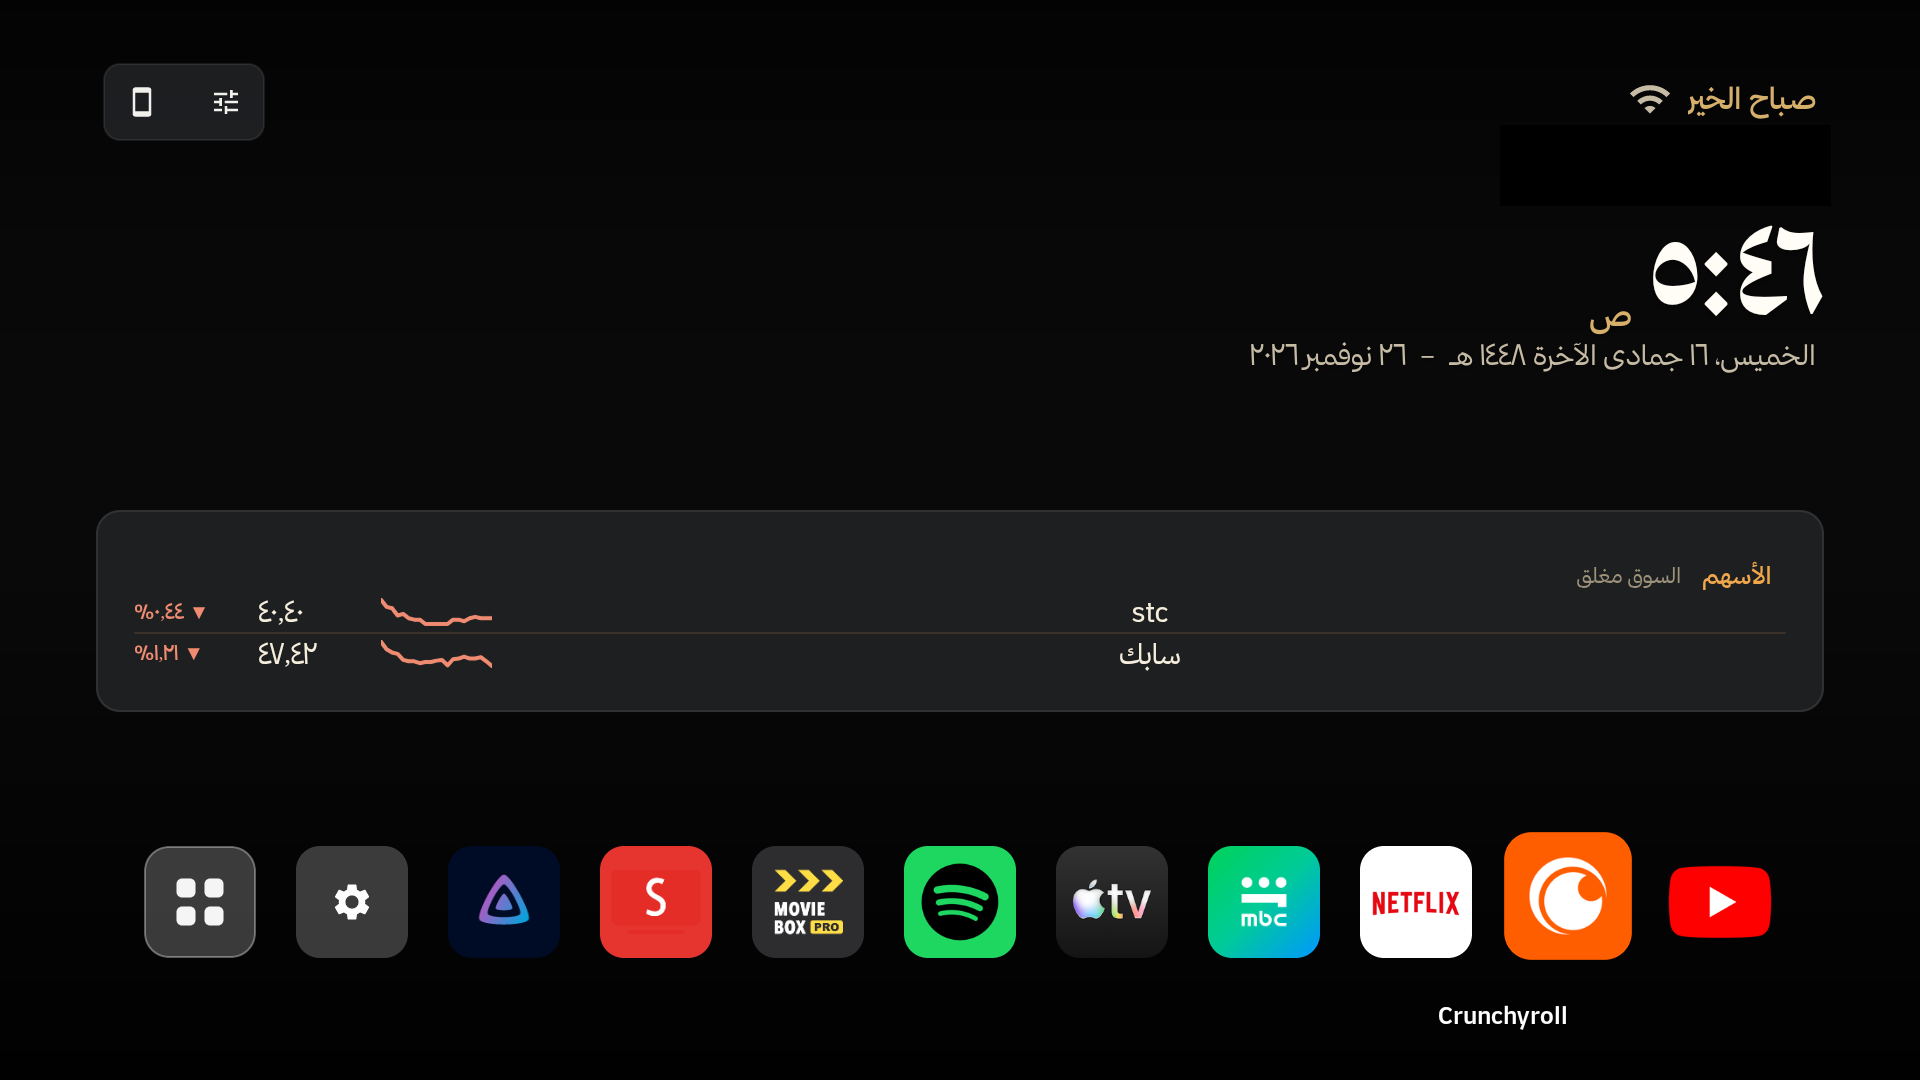 صباح الخير
٥:٤٦ ص
الخميس، ١٦ جمادى الآخرة ١٤٤٨ هـ – ٢٦ نوفمبر ٢٠٢٦
الأسهم السوق مغلق
stc ٤٠,٤٠ ▼ ٠,٤٤%
سابك ٤٧,٤٢ ▼ ١,٢١%
NETFLIX
mbc
tv
MOVIE
BOX PRO
S
Crunchyroll